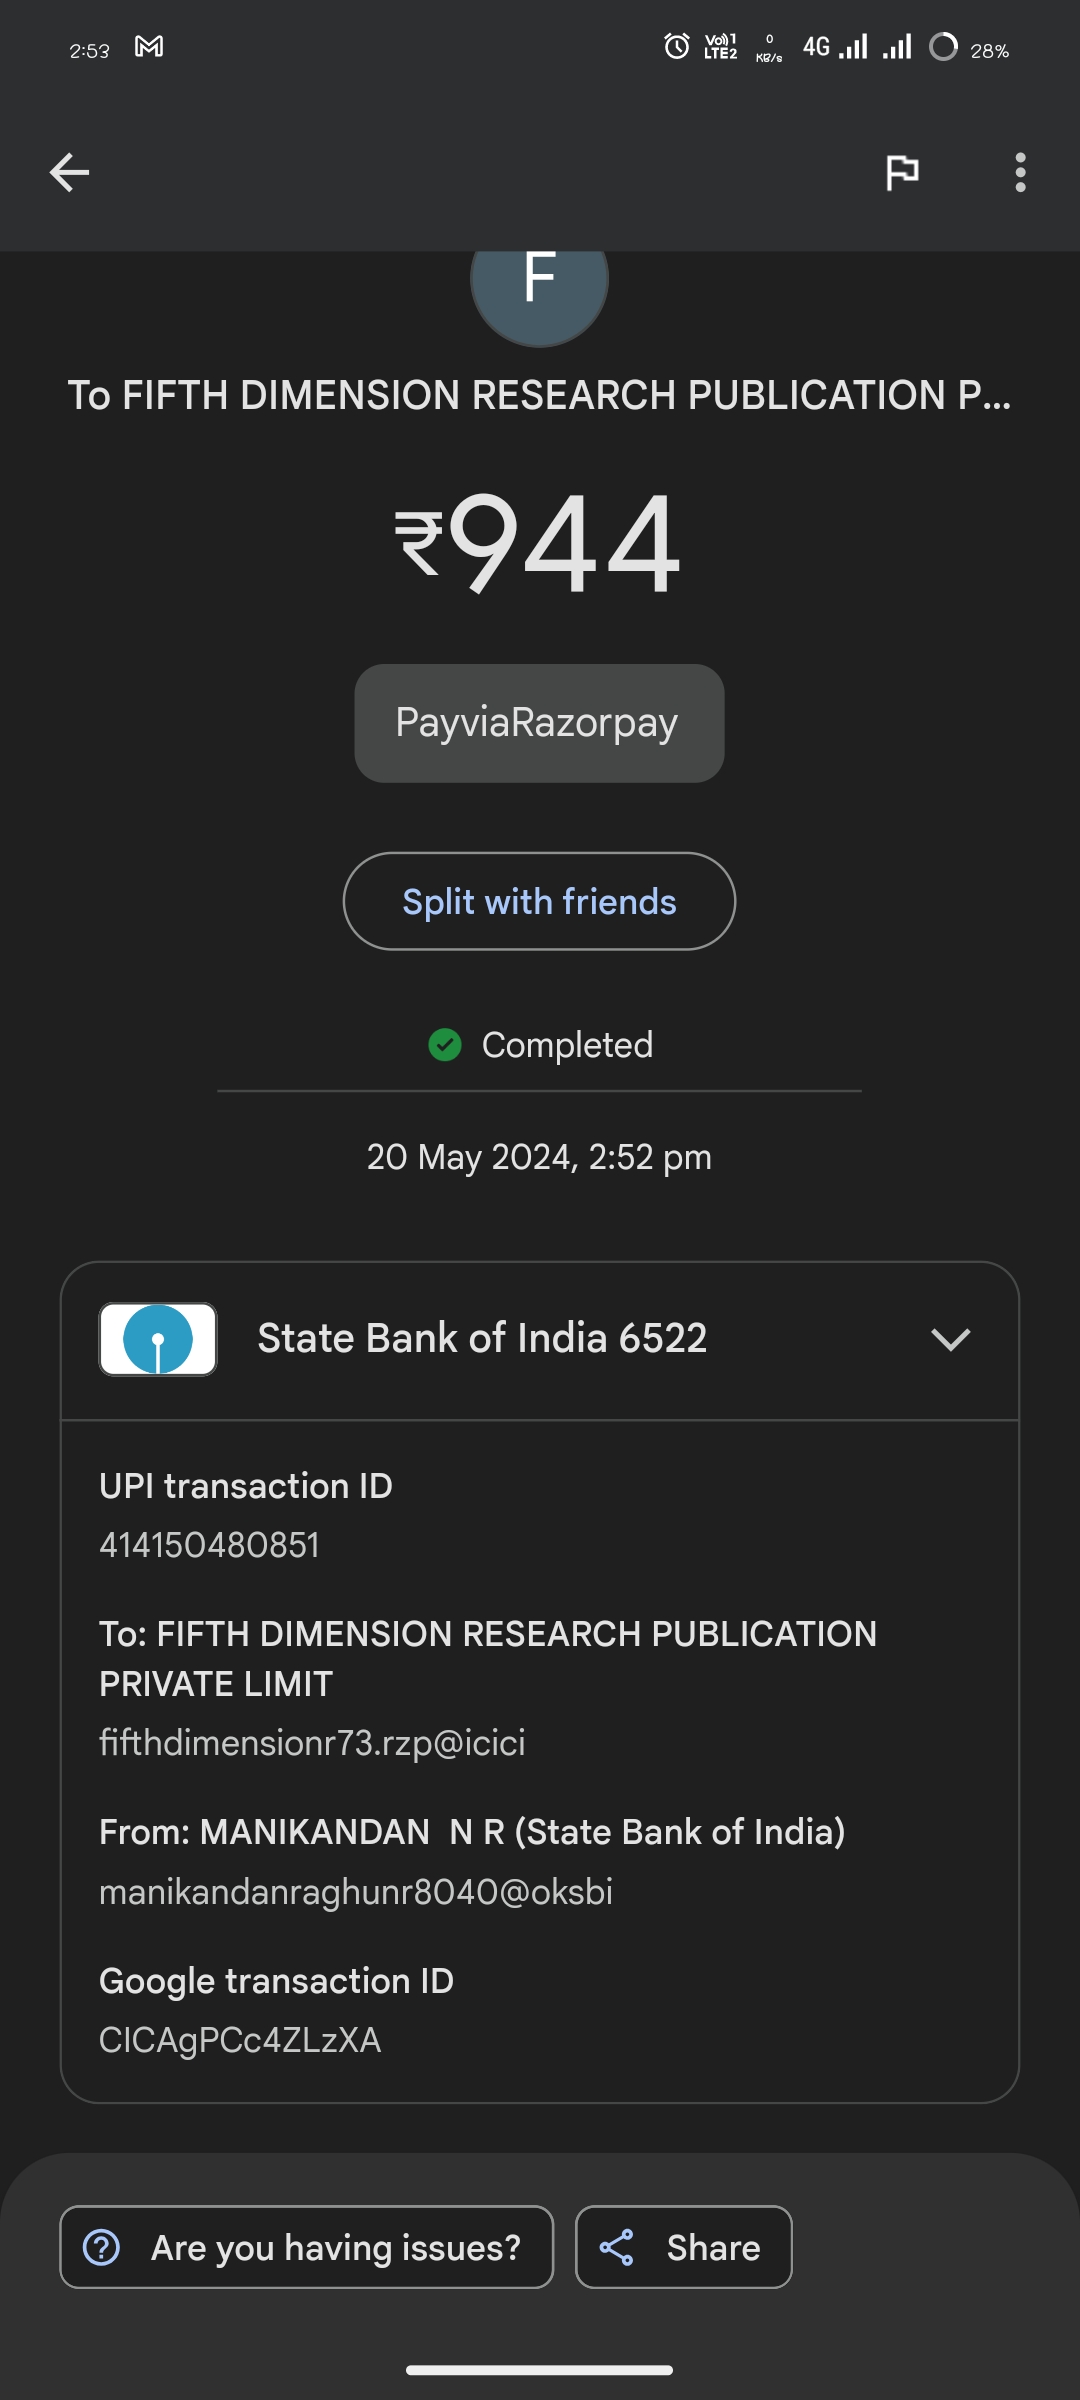 2:53
Vo)) 1
LTE2
0
KB/s
4G
28%
F
To FIFTH DIMENSION RESEARCH PUBLICATION P...
₹944
PayviaRazorpay
Split with friends
Completed
20 May 2024, 2:52 pm
State Bank of India 6522
UPI transaction ID
414150480851
To: FIFTH DIMENSION RESEARCH PUBLICATION
PRIVATE LIMIT
fifthdimensionr73.rzp@icici
From: MANIKANDAN  N R (State Bank of India)
manikandanraghunr8040@oksbi
Google transaction ID
CICAgPCc4ZLzXA
Are you having issues?
Share